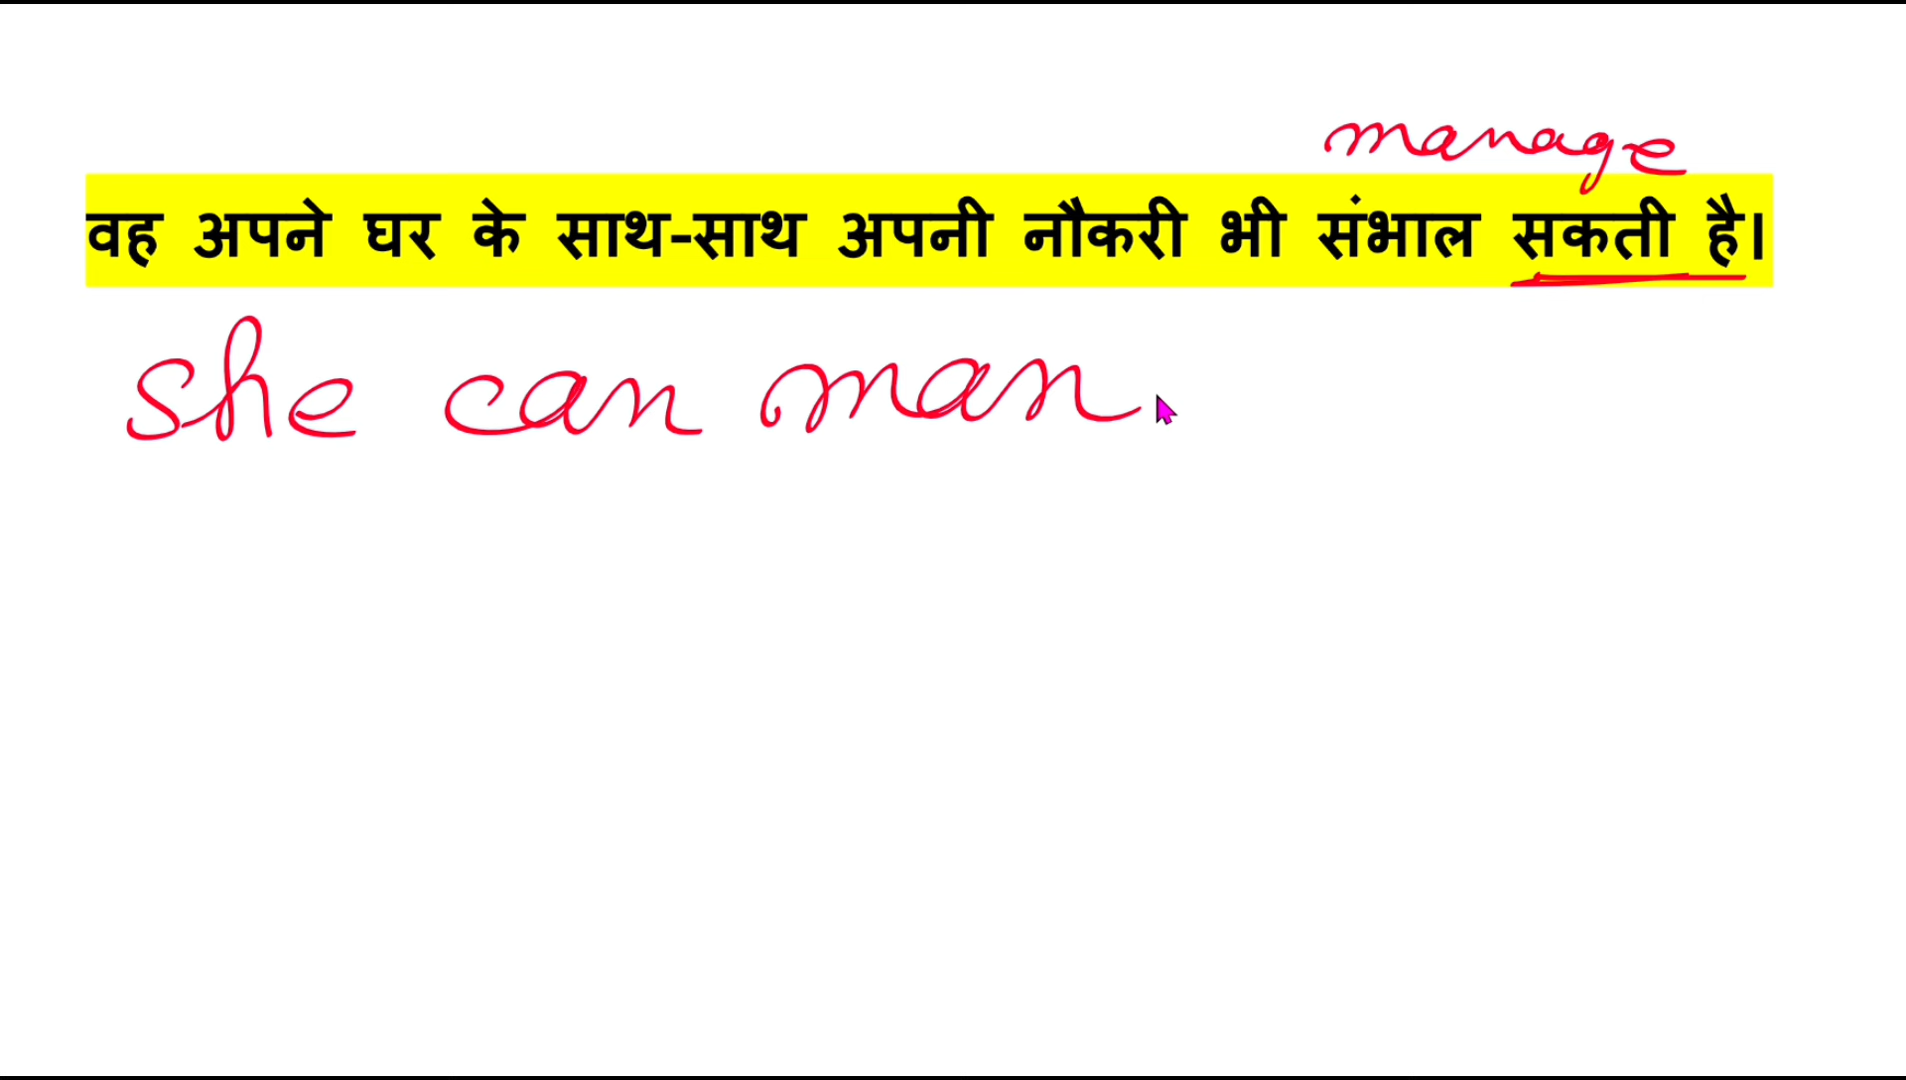 manage
वह अपने घर के साथ-साथ अपनी नौकरी भी संभाल सकती है।
she can man